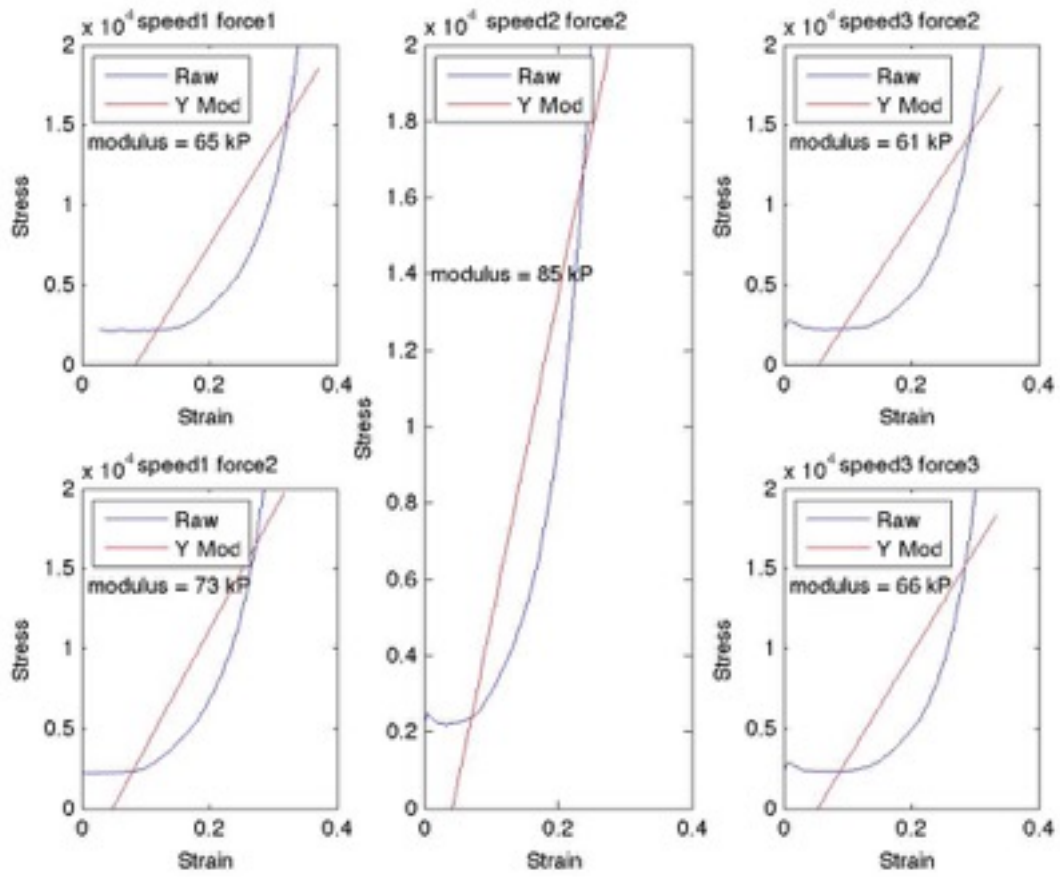 x 10^4 speed1 force1
2
1.5
1
0.5
0
Raw
Y Mod
modulus = 65 kP
Stress
0
0.2
0.4
Strain
x 10^4 speed1 force2
2
1.5
1
0.5
0
Raw
Y Mod
modulus = 73 kP
Stress
0
0.2
0.4
Strain
x 10^4 speed2 force2
2
1.8
1.6
1.4
1.2
1
0.8
0.6
0.4
0.2
0
Raw
Y Mod
modulus = 85 kP
Stress
0
0.2
0.4
Strain
x 10^4 speed3 force2
2
1.5
1
0.5
0
Raw
Y Mod
modulus = 61 kP
Stress
0
0.2
0.4
Strain
x 10^4 speed3 force3
2
1.5
1
0.5
0
Raw
Y Mod
modulus = 66 kP
Stress
0
0.2
0.4
Strain